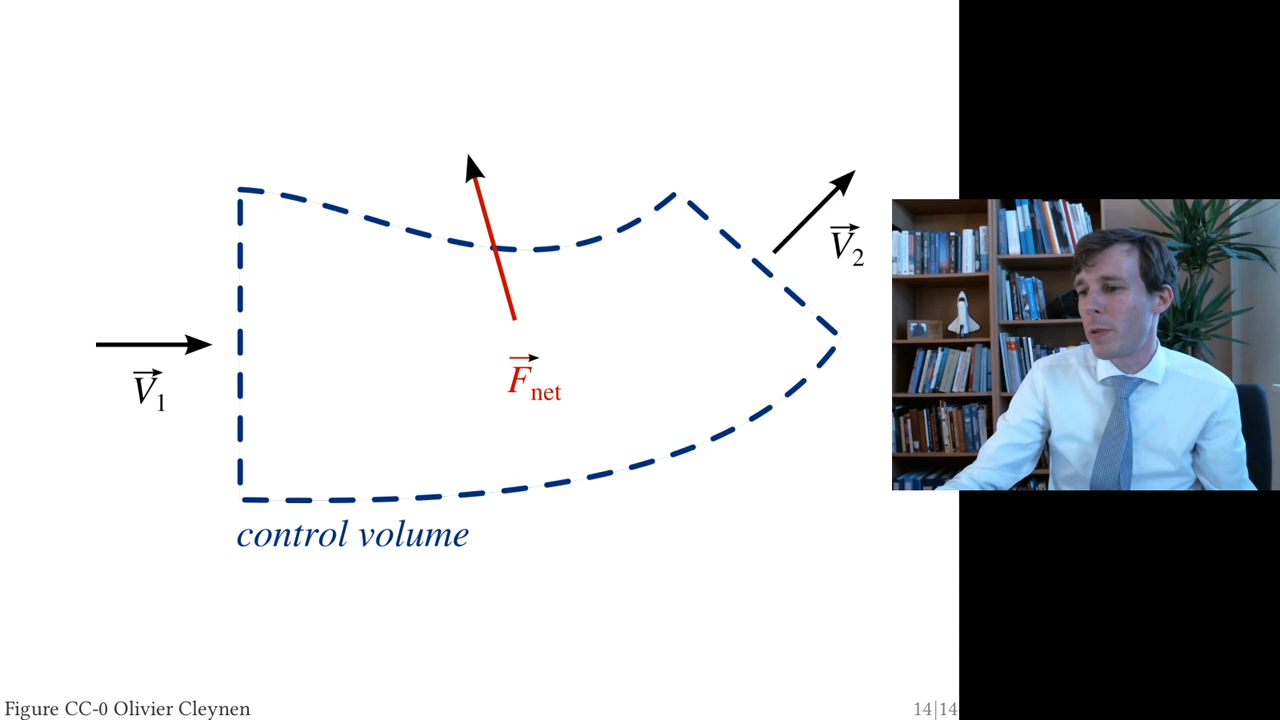 V⃗₁
F⃗net
V⃗₂
control volume
Figure CC-0 Olivier Cleynen
14|14